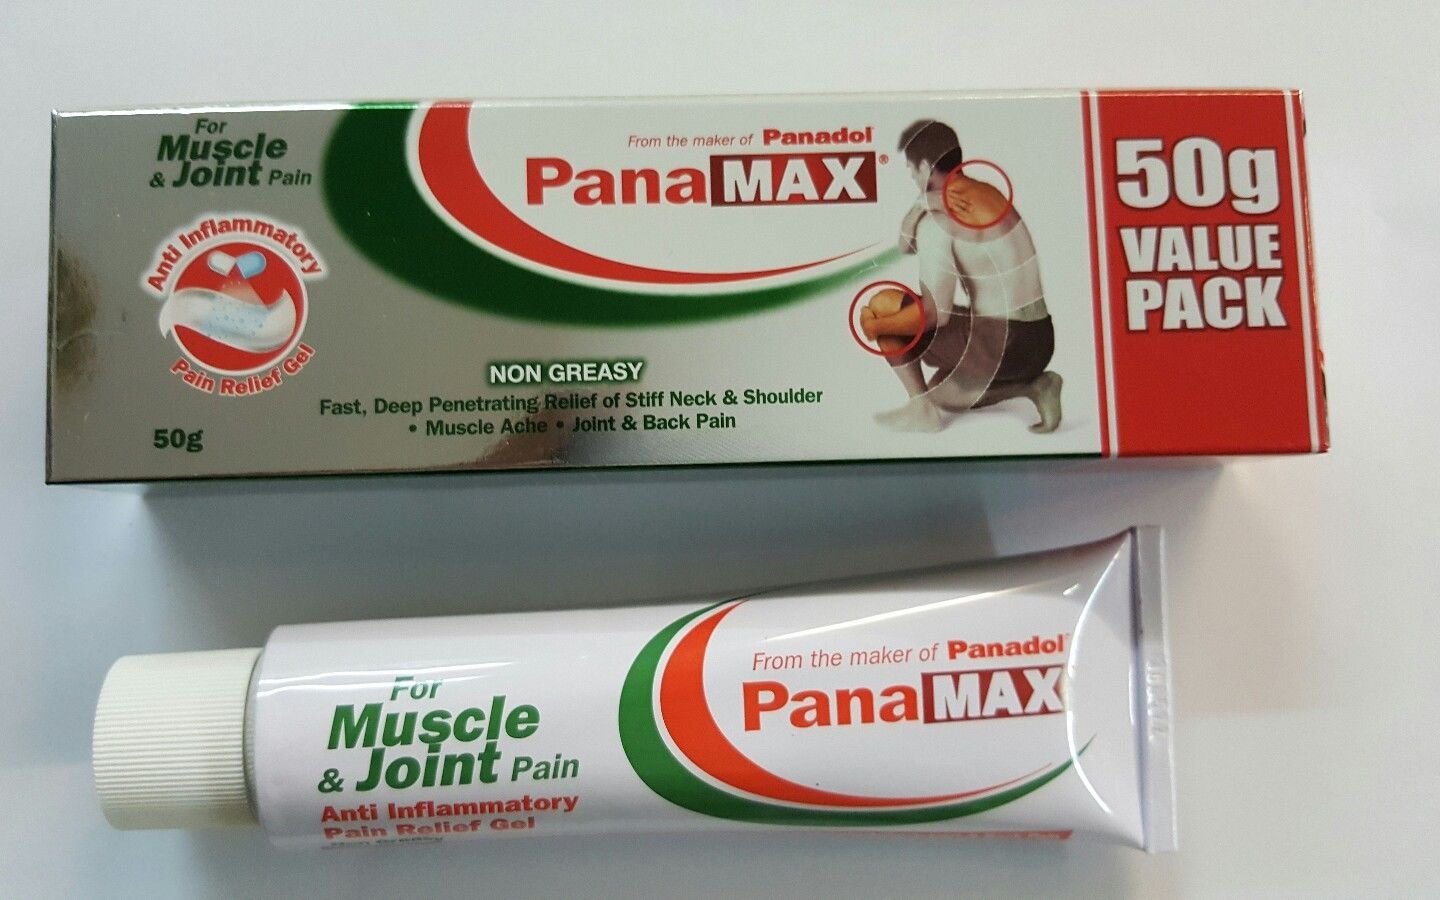 For
Muscle
& Joint Pain
Anti Inflammatory
Pain Relief Gel
50g
From the maker of Panadol
PanaMAX®
NON GREASY
Fast, Deep Penetrating Relief of Stiff Neck & Shoulder
• Muscle Ache • Joint & Back Pain
50g
VALUE
PACK
For
Muscle
& Joint Pain
Anti Inflammatory
Pain Relief Gel
Non Greasy
From the maker of Panadol
PanaMAX